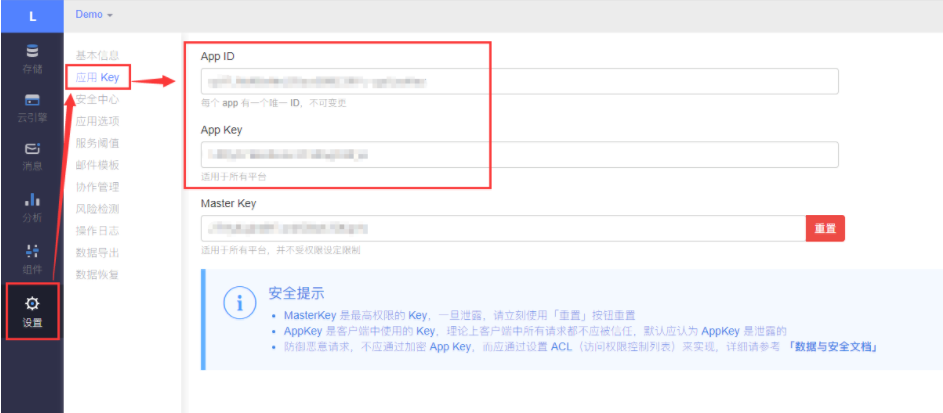 L
Demo
存储
云引擎
消息
分析
组件
设置
基本信息
应用 Key
安全中心
应用选项
服务阈值
邮件模板
协作管理
风险检测
操作日志
数据导出
数据恢复
App ID
每个 app 有一个唯一 ID，不可变更
App Key
适用于所有平台
Master Key
重置
适用于所有平台，并不受权限设定限制
安全提示
MasterKey 是最高权限的 Key，一旦泄露，请立刻使用「重置」按钮重置
AppKey 是客户端中使用的 Key，理论上客户端中所有请求都不应被信任，默认应认为 AppKey 是泄露的
防御恶意请求，不应通过加密 App Key，而应通过设置 ACL（访问权限控制列表）来实现，详细请参考 「数据与安全文档」